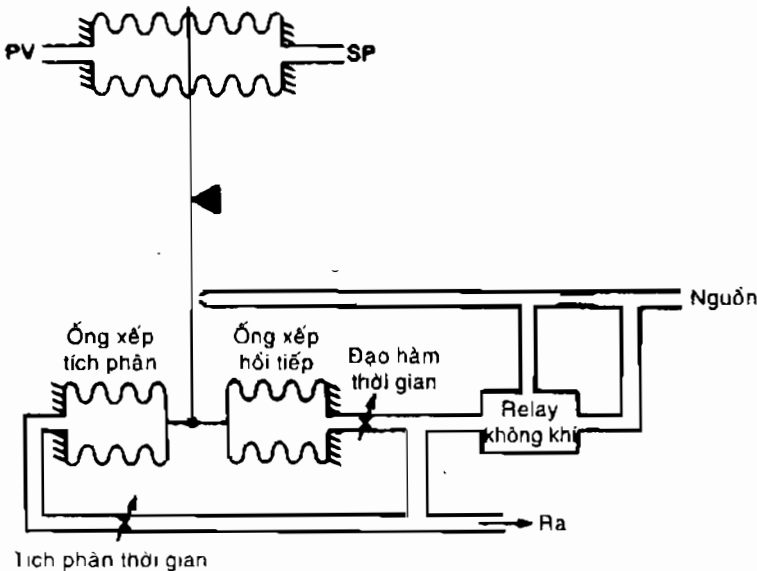 PV
SP
Nguồn
Ống xếp
tích phân
Ống xếp
hồi tiếp
Đạo hàm
thời gian
Relay
không khí
Ra
Tích phân thời gian